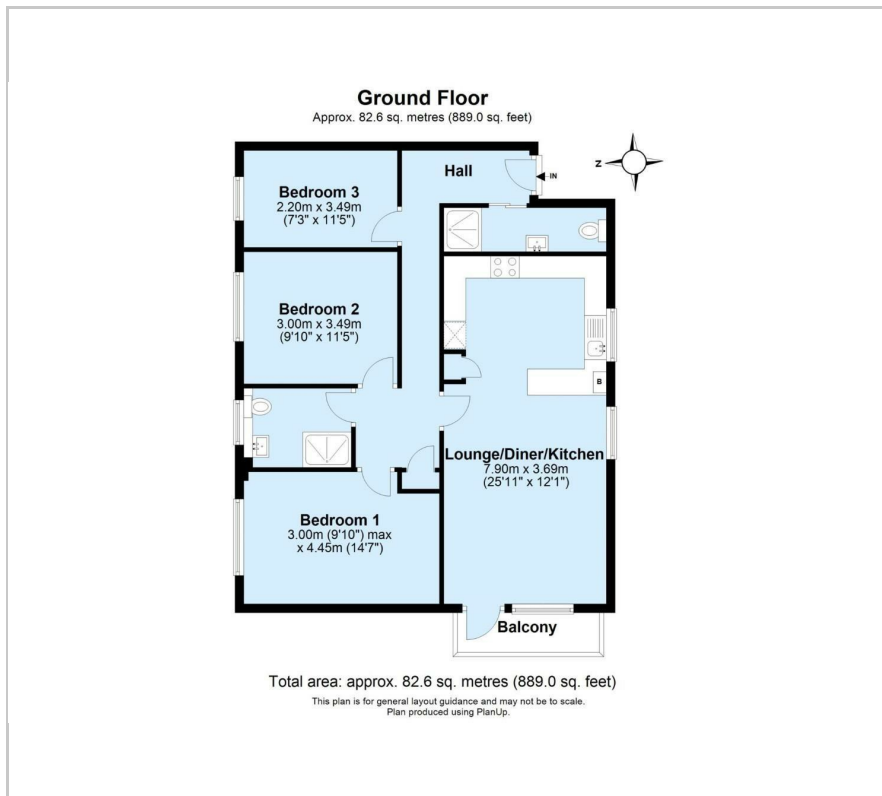 Ground Floor
Approx. 82.6 sq. metres (889.0 sq. feet)
Hall
IN
Z
Bedroom 3
2.20m x 3.49m
(7'3" x 11'5")
Bedroom 2
3.00m x 3.49m
(9'10" x 11'5")
B
Lounge/Diner/Kitchen
7.90m x 3.69m
(25'11" x 12'1")
Bedroom 1
3.00m (9'10") max
x 4.45m (14'7")
Balcony
Total area: approx. 82.6 sq. metres (889.0 sq. feet)
This plan is for general layout guidance and may not be to scale.
Plan produced using PlanUp.